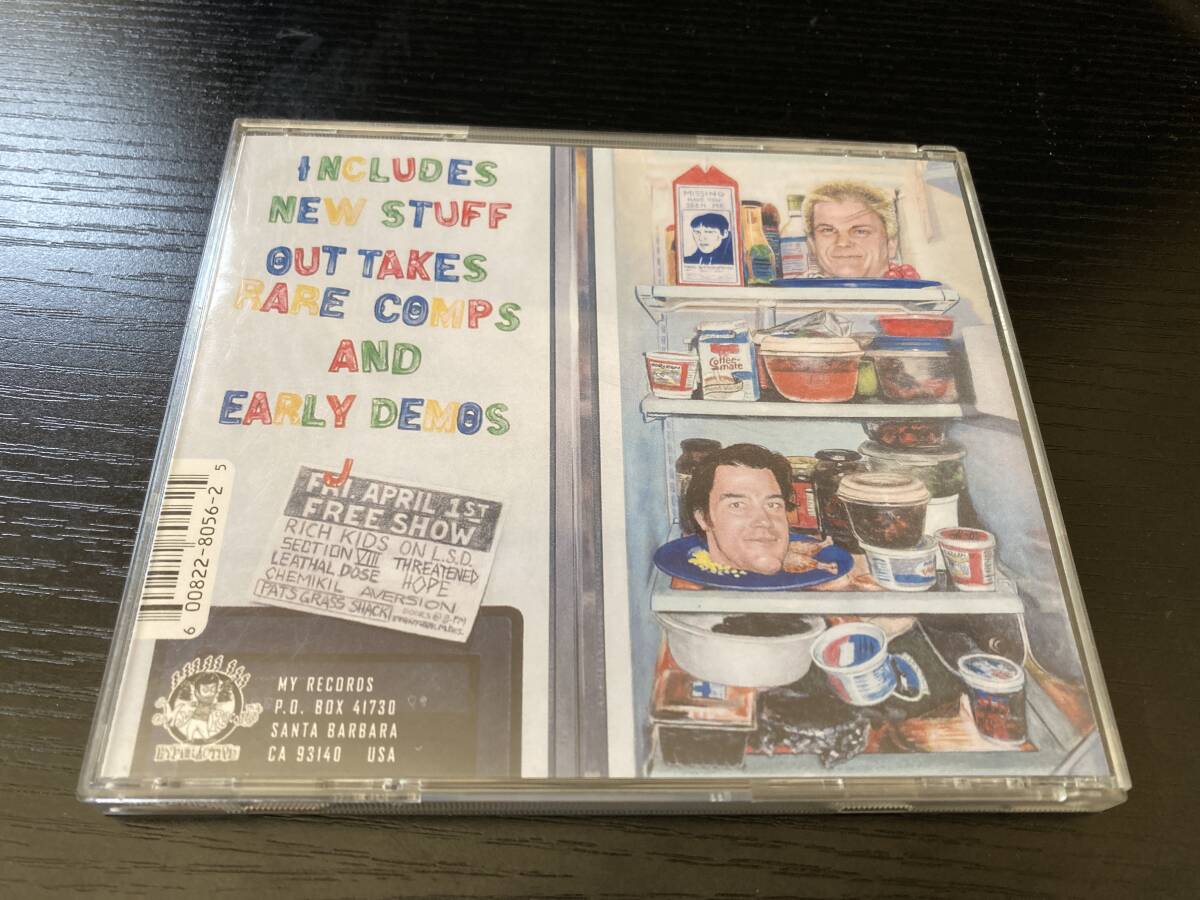 INCLUDES
NEW STUFF
OUT TAKES
RARE COMPS
AND
EARLY DEMOS
FRI APRIL 1ST
FREE SHOW
RICH KIDS ON L.S.D.
SECTION VIII THREATENED
LEATHAL DOSE HOPE
CHEMIKIL AVERSION
PATS GRASS SHACK
6 00822-8056-2 5
MY RECORDS
P.O. BOX 41730
SANTA BARBARA
CA 93140 USA
HYPERACTIVE
MISSING
HAVE YOU
SEEN ME
Coffee-
mate